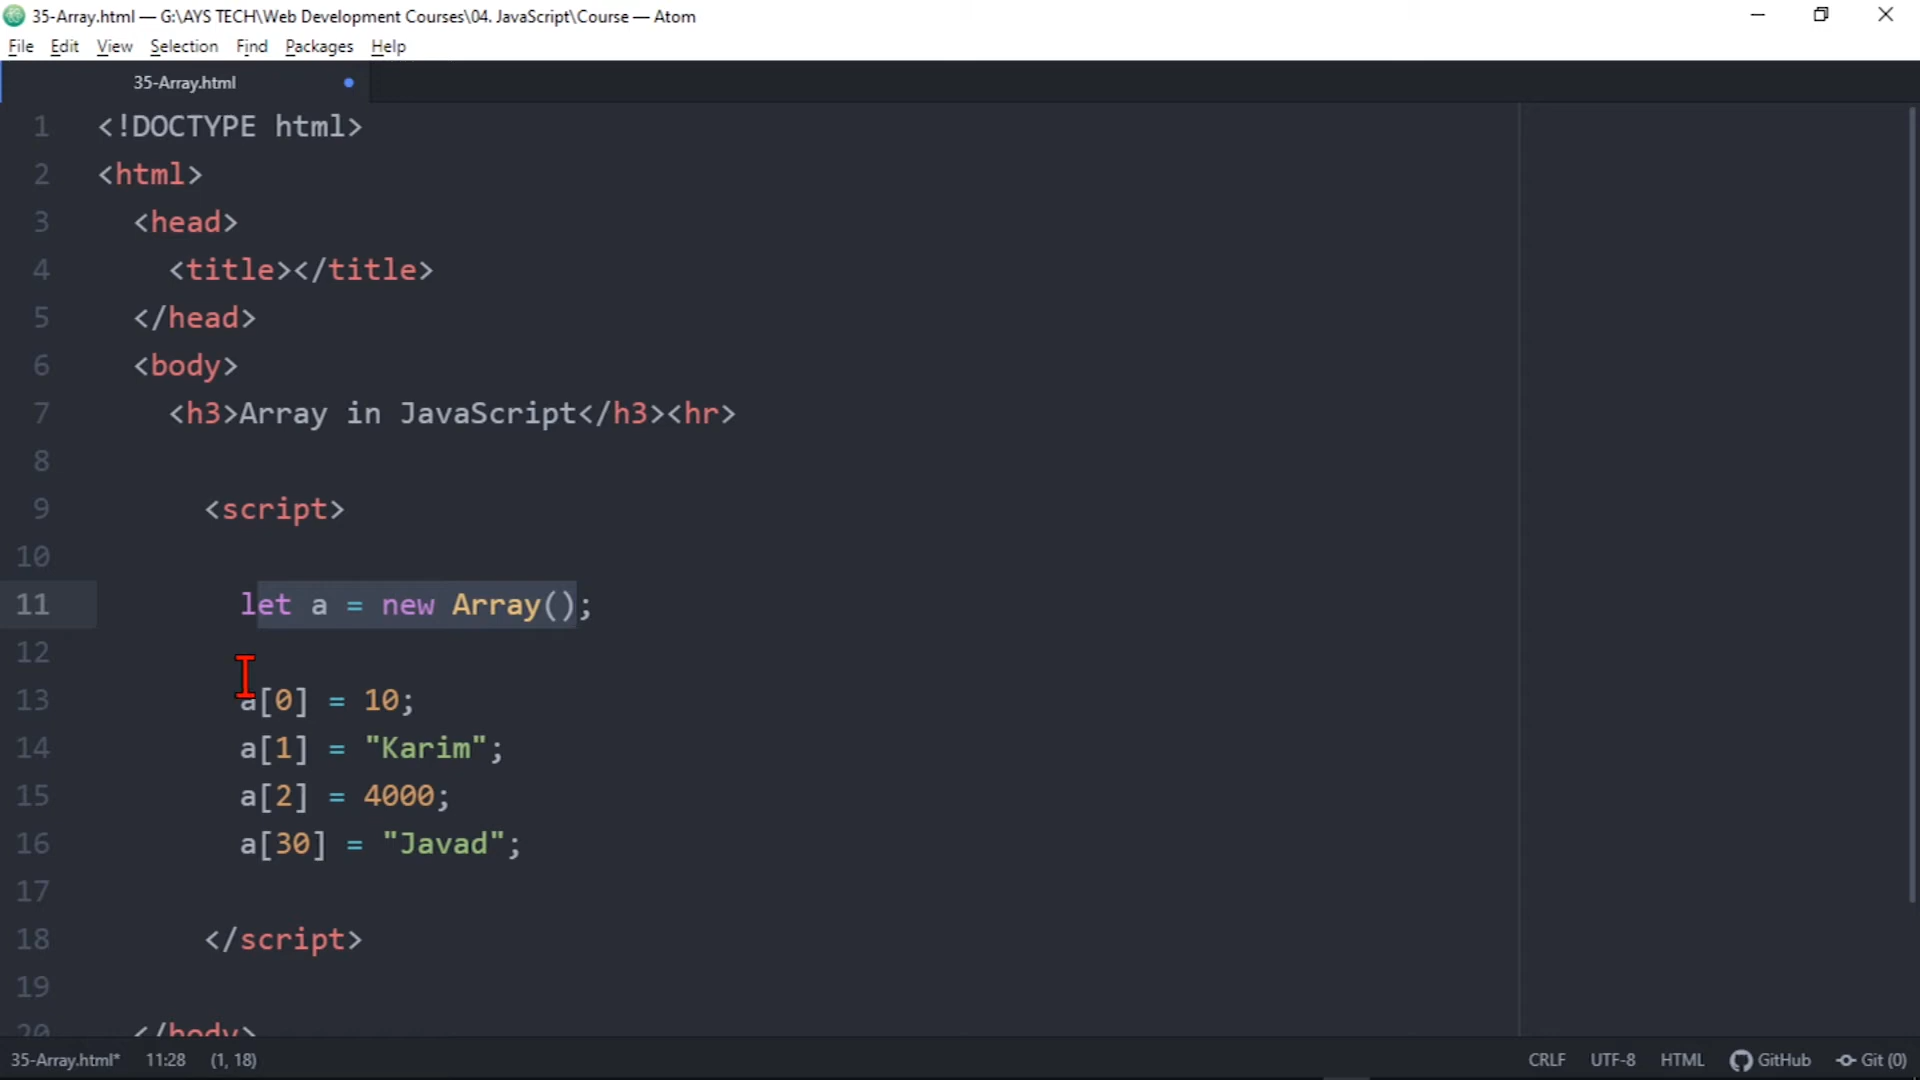 35-Array.html — G:\AYS TECH\Web Development Courses\04. JavaScript\Course — Atom
File Edit View Selection Find Packages Help
35-Array.html
1 <!DOCTYPE html>
2 <html>
3 <head>
4 <title></title>
5 </head>
6 <body>
7 <h3>Array in JavaScript</h3><hr>
8
9 <script>
10
11 let a = new Array();
12
13 a[0] = 10;
14 a[1] = "Karim";
15 a[2] = 4000;
16 a[30] = "Javad";
17
18 </script>
19
20 </body>
35-Array.html* 11:28 (1, 18) CRLF UTF-8 HTML GitHub Git (0)